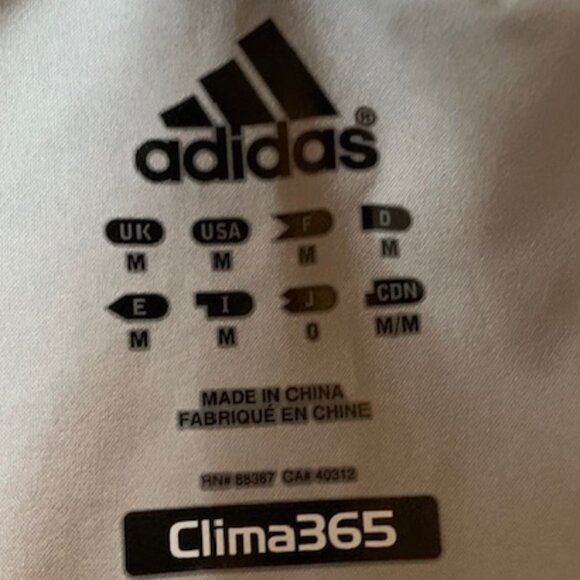 adidas®
UK USA F D
M M M M
E I J CDN
M M O M/M
MADE IN CHINA
FABRIQUÉ EN CHINE
RN# 88387 CA# 40312
Clima365